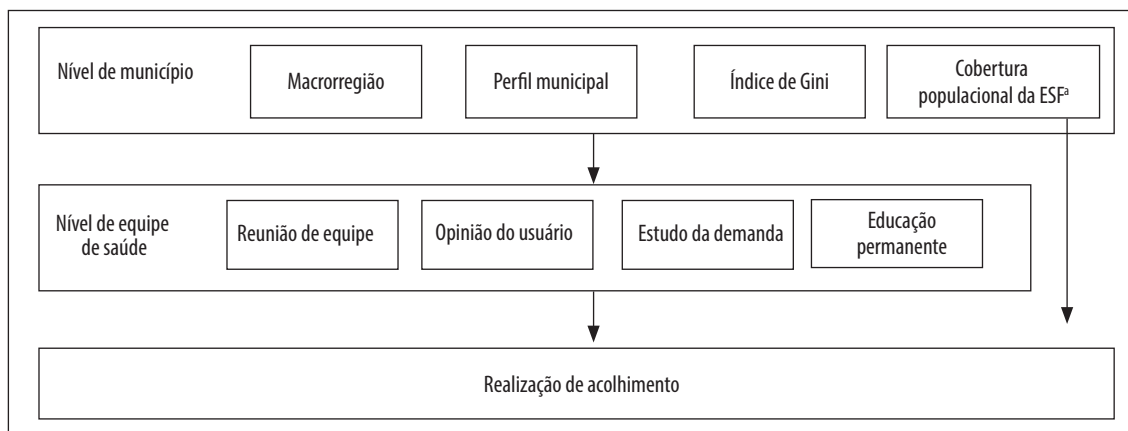 Nível de município
Macrorregião
Perfil municipal
Índice de Gini
Cobertura
populacional da ESFª
Nível de equipe
de saúde
Reunião de equipe
Opinião do usuário
Estudo da demanda
Educação
permanente
Realização de acolhimento